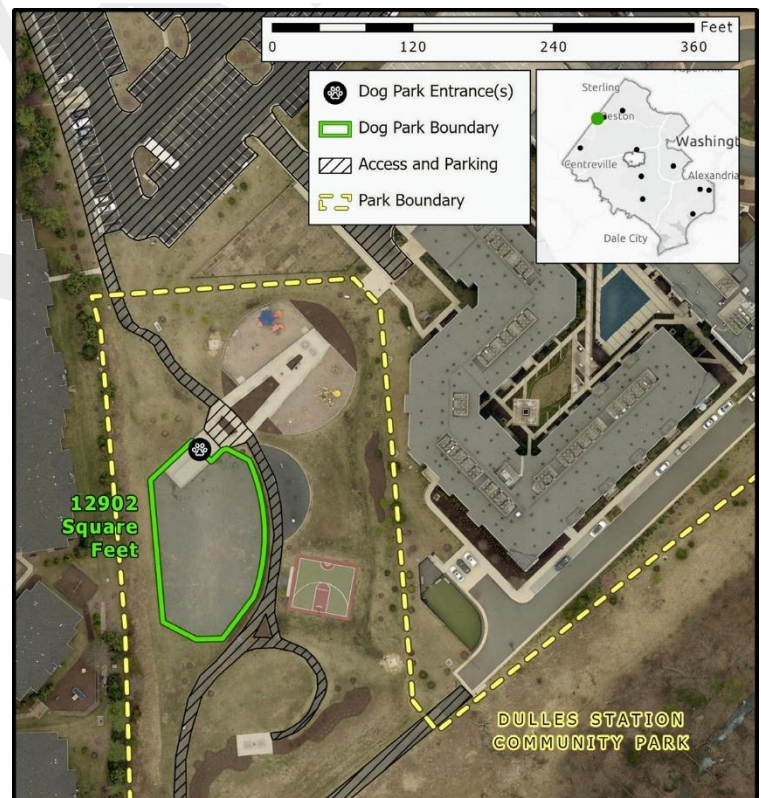 Feet
0 120 240 360
Dog Park Entrance(s)
Dog Park Boundary
Access and Parking
Park Boundary
Sterling
Washingt
Centreville
Alexandria
Dale City
12902
Square
Feet
DULLES STATION
COMMUNITY PARK